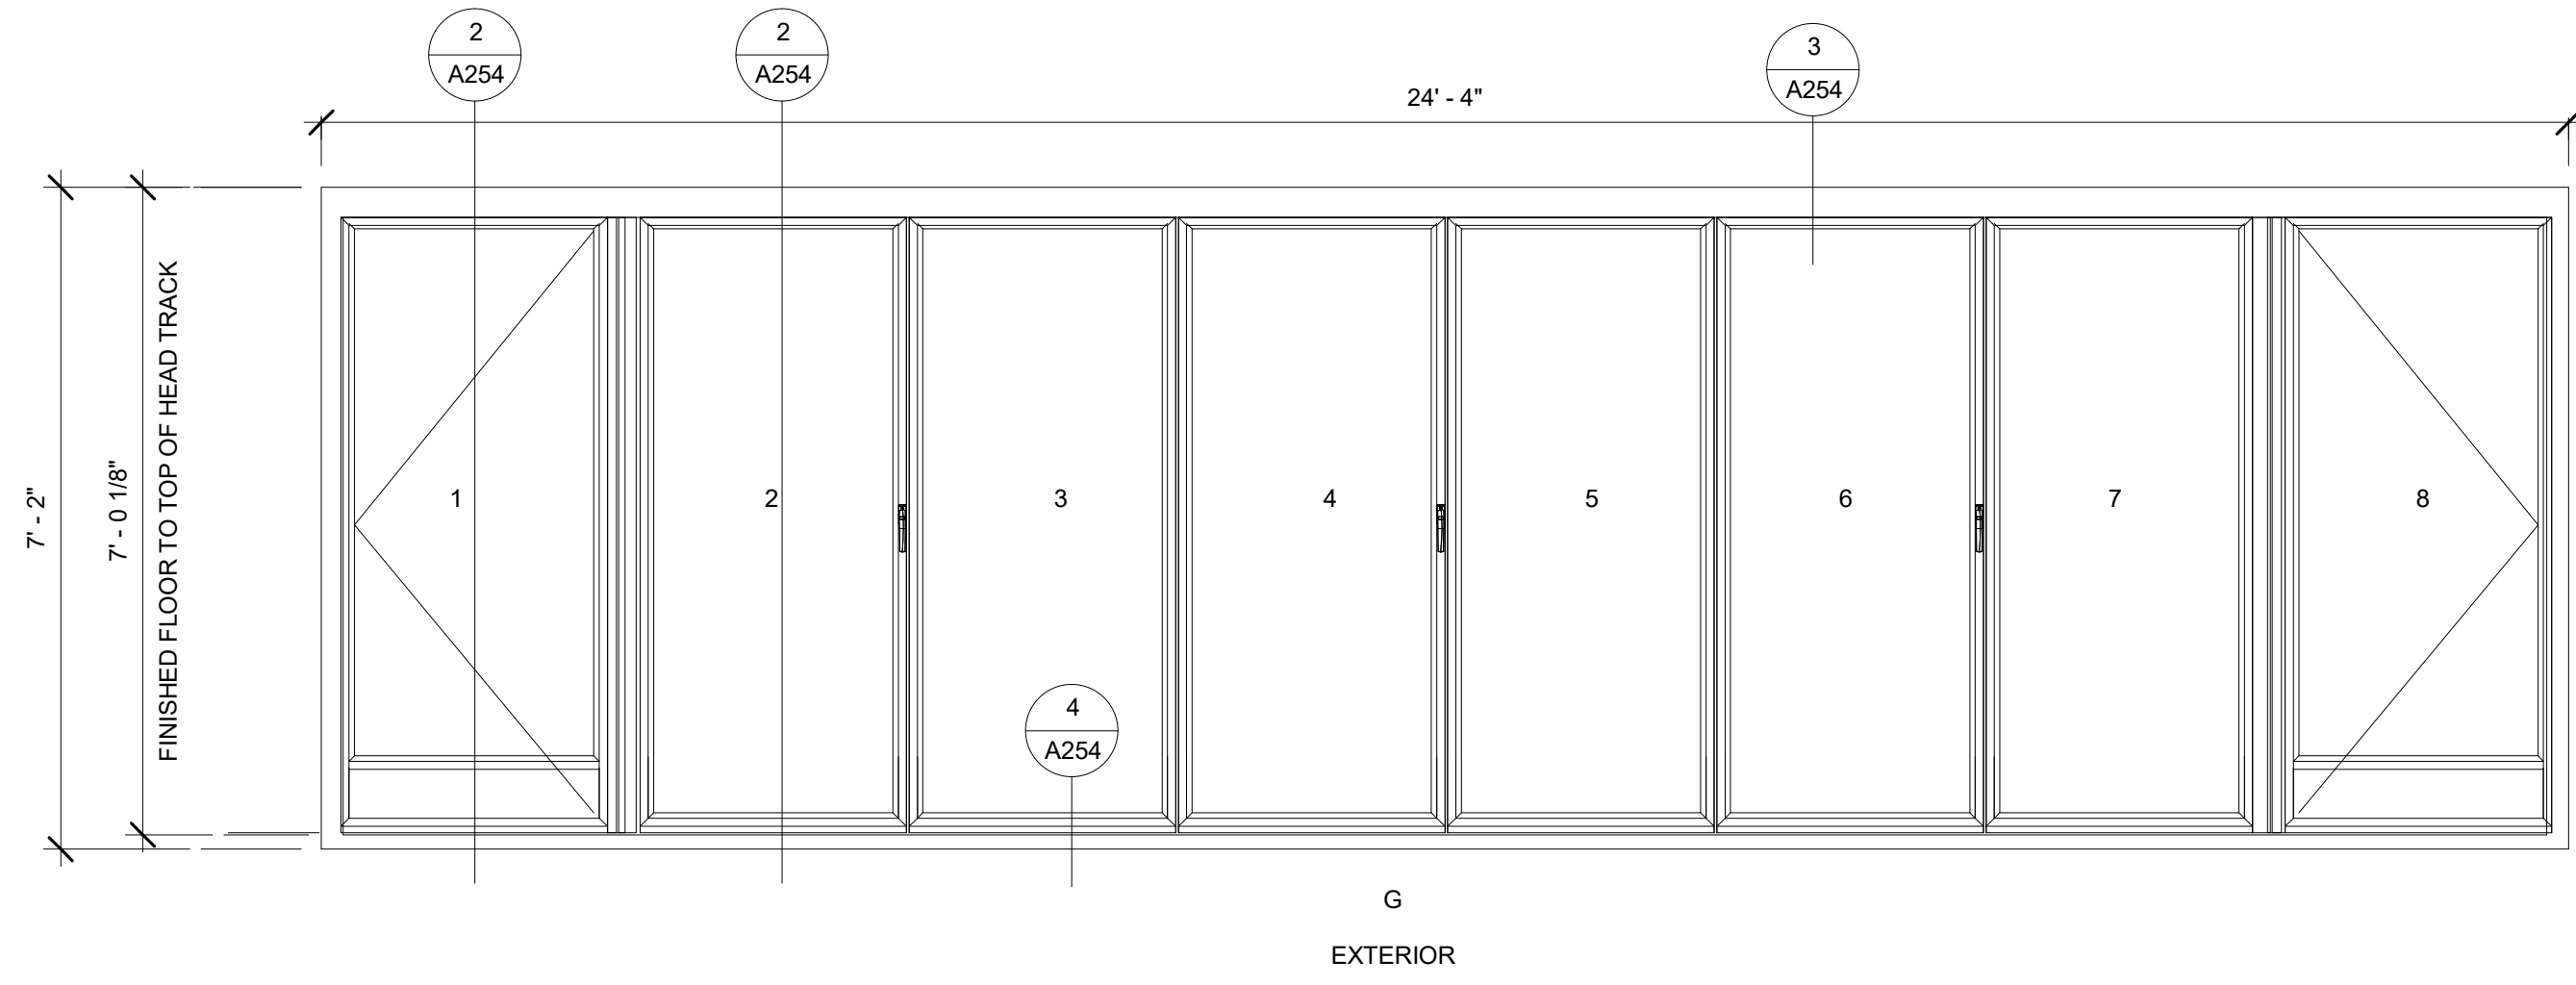 2
A254
2
A254
3
A254
24' - 4"
7' - 2"
7' - 0 1/8"
FINISHED FLOOR TO TOP OF HEAD TRACK
1
2
3
4
5
6
7
8
4
A254
G
EXTERIOR